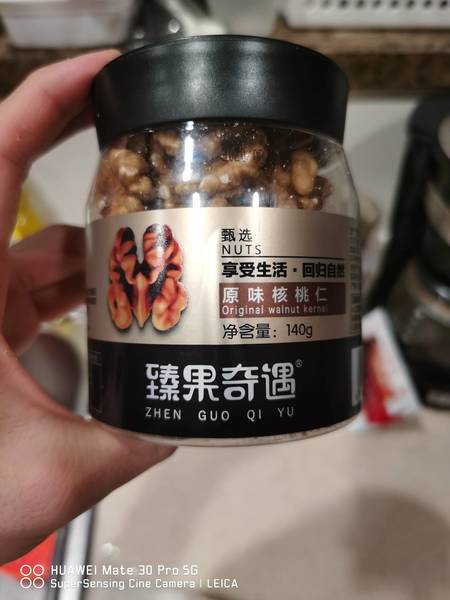 甄选
NUTS
享受生活·回归自然
原味核桃仁
Original walnut kernel
净含量：140g
臻果奇遇®
ZHEN GUO QI YU
HUAWEI Mate 30 Pro 5G
SuperSensing Cine Camera | LEICA